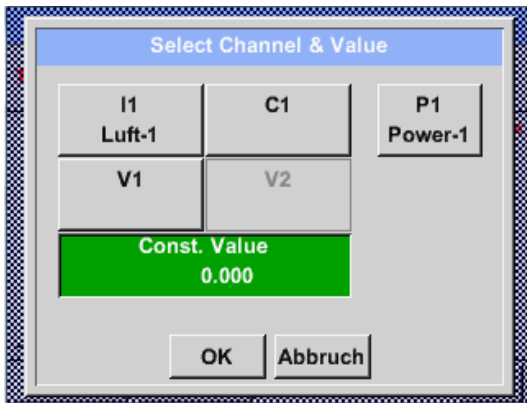 Select Channel & Value
I1
Luft-1
C1
P1
Power-1
V1
V2
Const. Value
0.000
OK
Abbruch